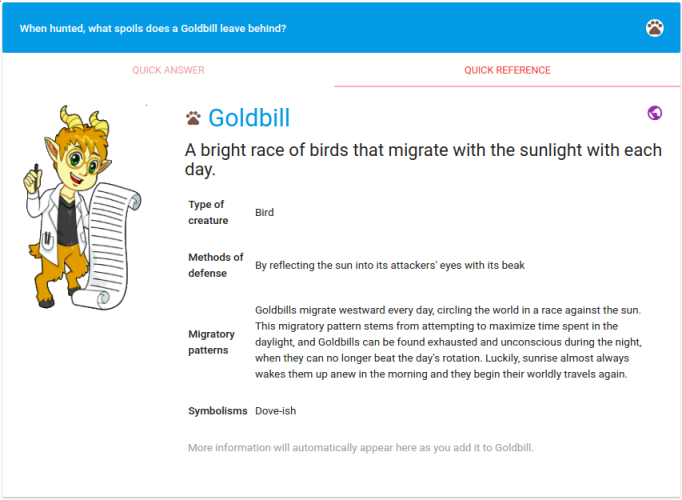 When hunted, what spoils does a Goldbill leave behind?
QUICK ANSWER
QUICK REFERENCE
Goldbill
A bright race of birds that migrate with the sunlight with each
day.
Type of
creature
Bird
Methods of
defense
By reflecting the sun into its attackers' eyes with its beak
Migratory
patterns
Goldbills migrate westward every day, circling the world in a race against the sun.
This migratory pattern stems from attempting to maximize time spent in the
daylight, and Goldbills can be found exhausted and unconscious during the night,
when they can no longer beat the day's rotation. Luckily, sunrise almost always
wakes them up anew in the morning and they begin their worldly travels again.
Symbolisms
Dove-ish
More information will automatically appear here as you add it to Goldbill.